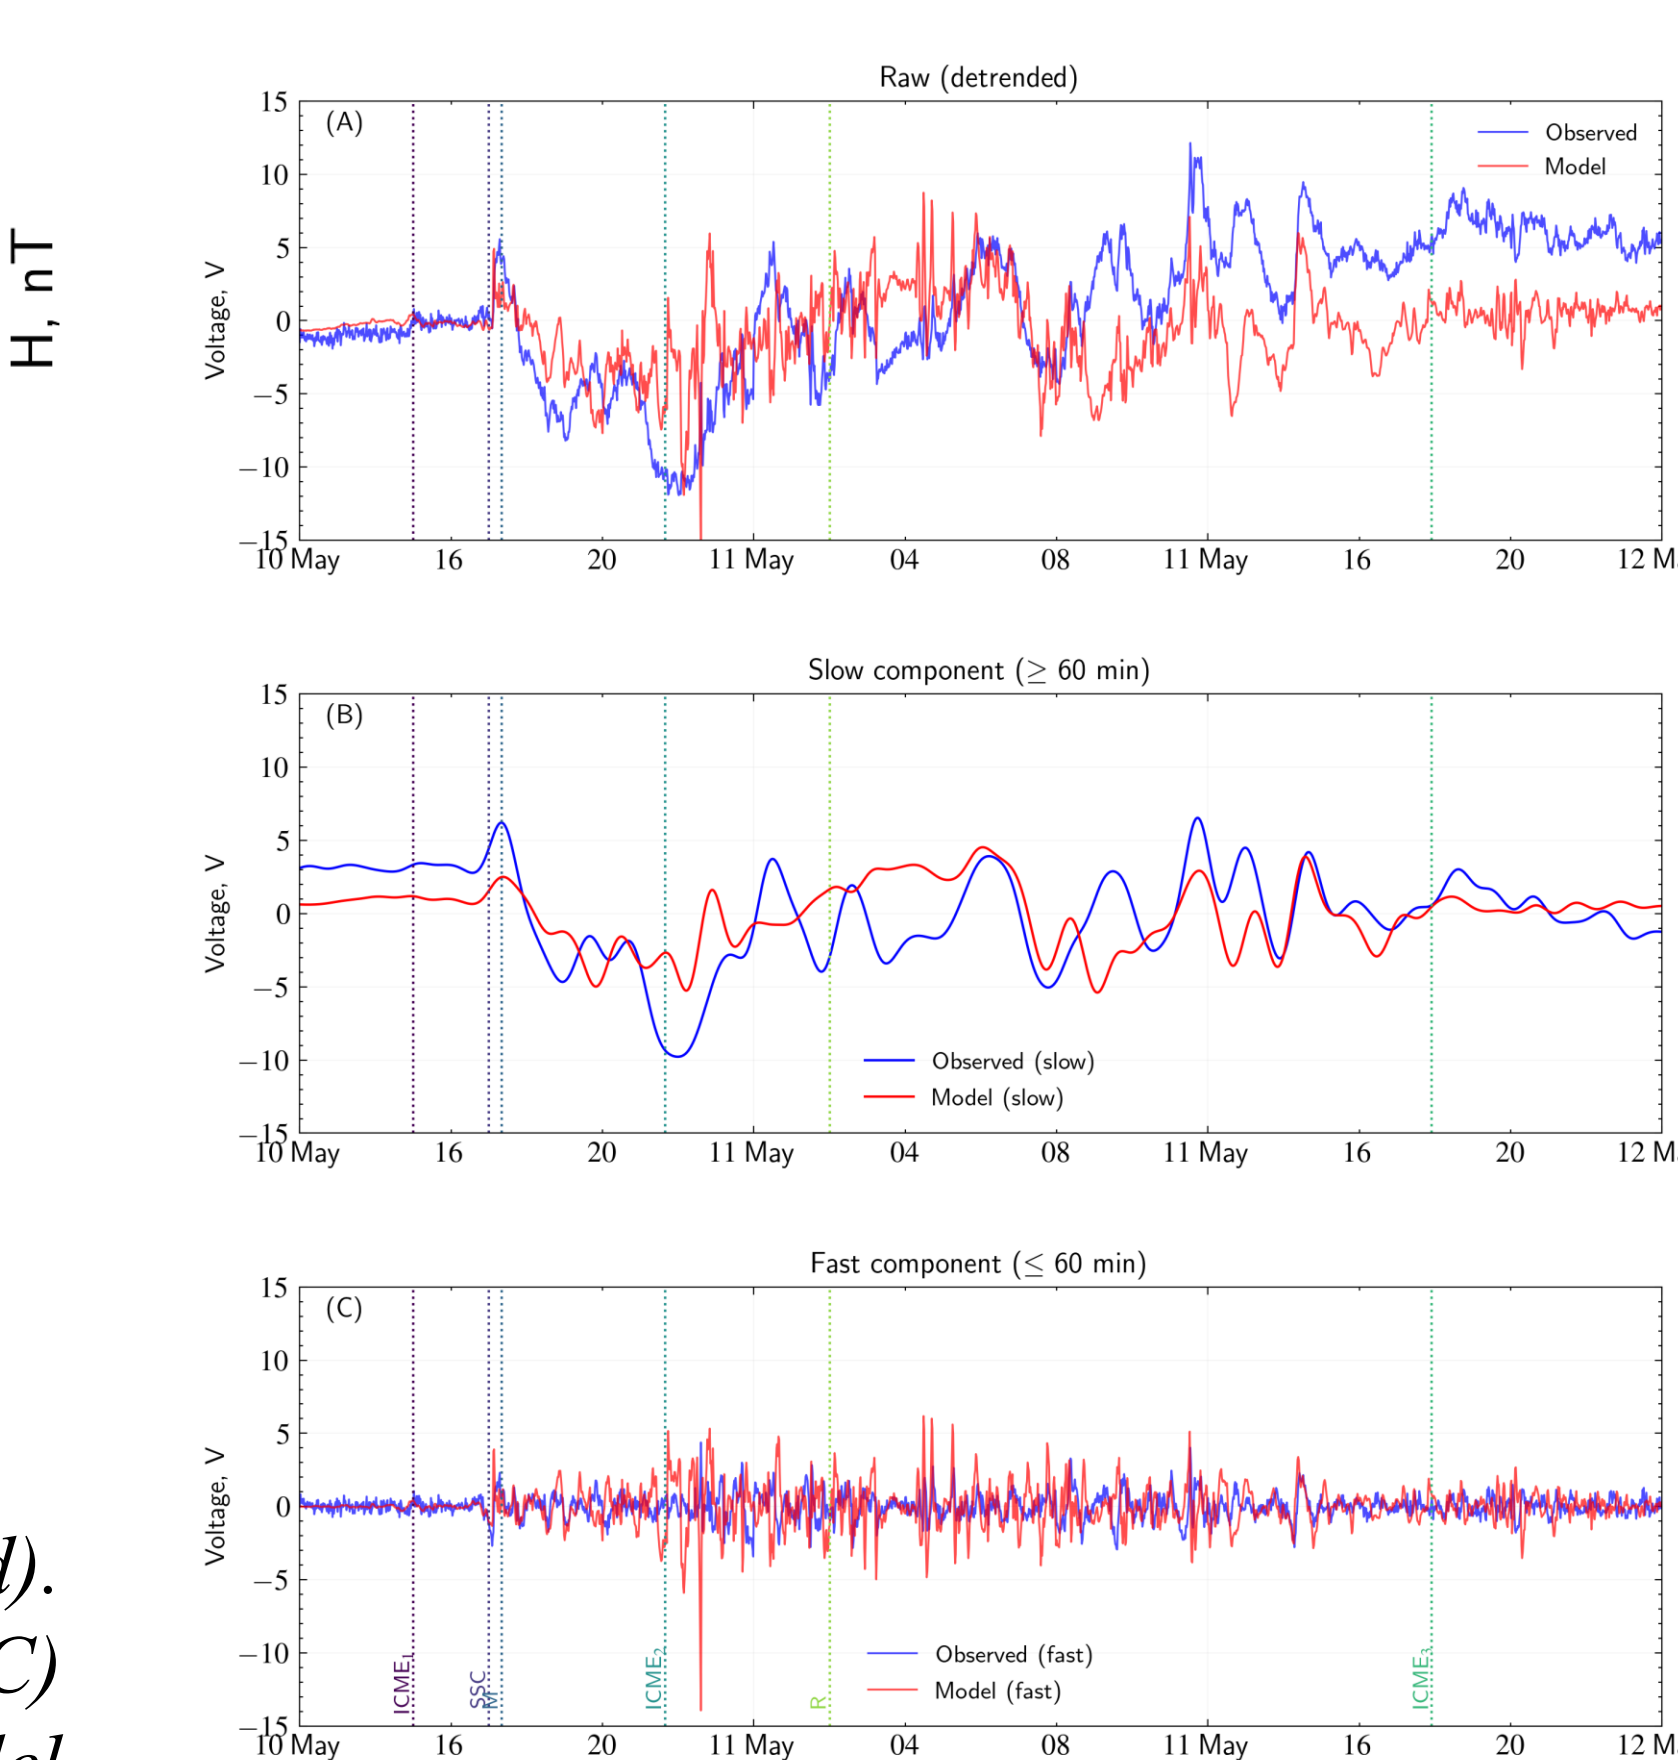 H, nT
d).
C)
del
Raw (detrended)
(A)
Observed
Model
Voltage, V
15
10
5
0
−5
−10
−15
10 May 16 20 11 May 04 08 11 May 16 20 12 M
Slow component (≥ 60 min)
(B)
Observed (slow)
Model (slow)
Voltage, V
15
10
5
0
−5
−10
−15
10 May 16 20 11 May 04 08 11 May 16 20 12 M
Fast component (≤ 60 min)
(C)
Observed (fast)
Model (fast)
Voltage, V
15
10
5
0
−5
−10
−15
ICME₁
SSC
M
ICME₂
R
ICME₃
10 May 16 20 11 May 04 08 11 May 16 20 12 M